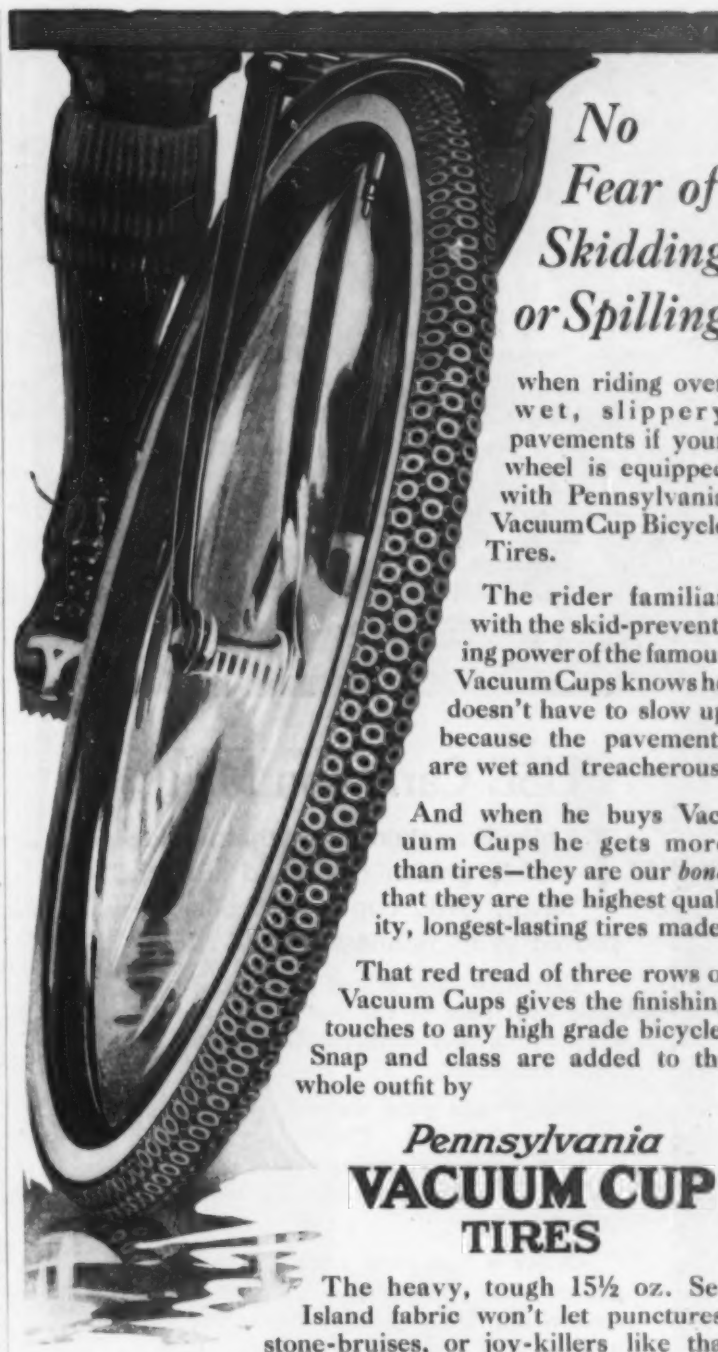 No
Fear of
Skidding
or Spilling
when riding over
wet, slippery
pavements if your
wheel is equipped
with Pennsylvania
Vacuum Cup Bicycle
Tires.
The rider familiar
with the skid-prevent-
ing power of the famous
Vacuum Cups knows he
doesn't have to slow up
because the pavement
are wet and treacherous
And when he buys Vac
uum Cups he gets more
than tires—they are our bon
that they are the highest qual
ity, longest-lasting tires made
That red tread of three rows o
Vacuum Cups gives the finishin
touches to any high grade bicycle
Snap and class are added to th
whole outfit by
Pennsylvania
VACUUM CUP
TIRES
The heavy, tough 15½ oz. Se
Island fabric won't let punctures
stone-bruises, or joy-killers like the